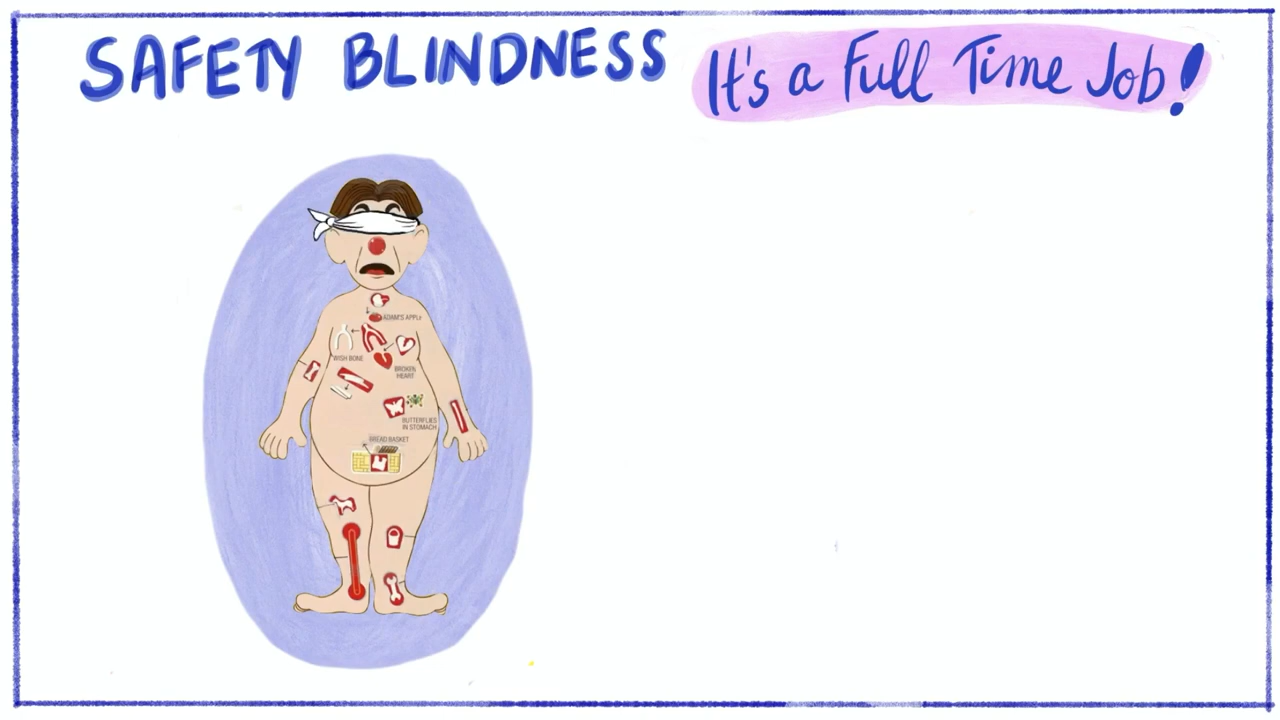 SAFETY BLINDNESS It's a Full Time Job!
ADAM'S APPLE
WISH BONE
BROKEN
HEART
BUTTERFLIES
IN STOMACH
BREAD BASKET